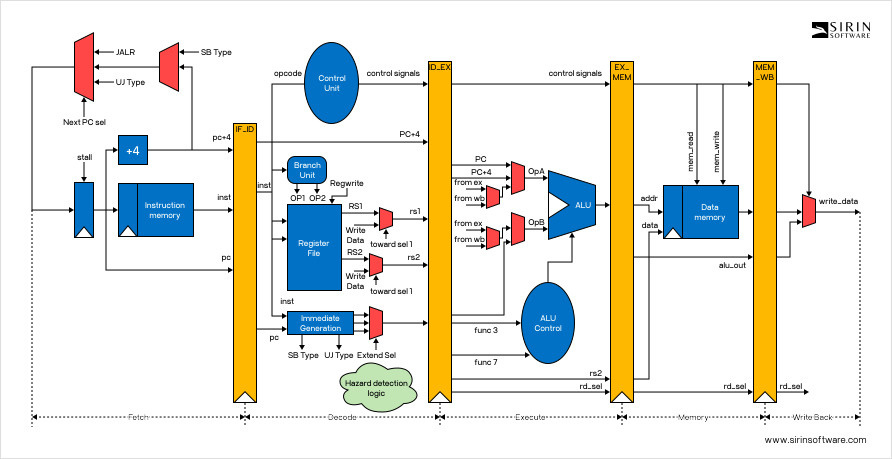 SIRIN
SOFTWARE
JALR
SB Type
UJ Type
Next PC sel
stall
+4
pc+4
Instruction
memory
inst
pc
IF_ID
inst
opcode
Control
Unit
control signals
PC+4
Branch
Unit
OP1 OP2
Regwrite
Register
File
RS1
Write
Data
rs1
toward sel 1
RS2
Write
Data
rs2
toward sel 1
inst
pc
Immediate
Generation
SB Type
UJ Type
Extend Sel
Hazard detection
logic
ID_EX
control signals
PC
PC+4
from ex
from wb
OpA
from ex
from wb
OpB
ALU
ALU
Control
func 3
func 7
rs2
rd_sel
EX_
MEM
mem_read
mem_write
addr
data
Data
memory
alu_out
rd_sel
MEM
_WB
write_data
rd_sel
Fetch
Decode
Execute
Memory
Write Back
www.sirinsoftware.com